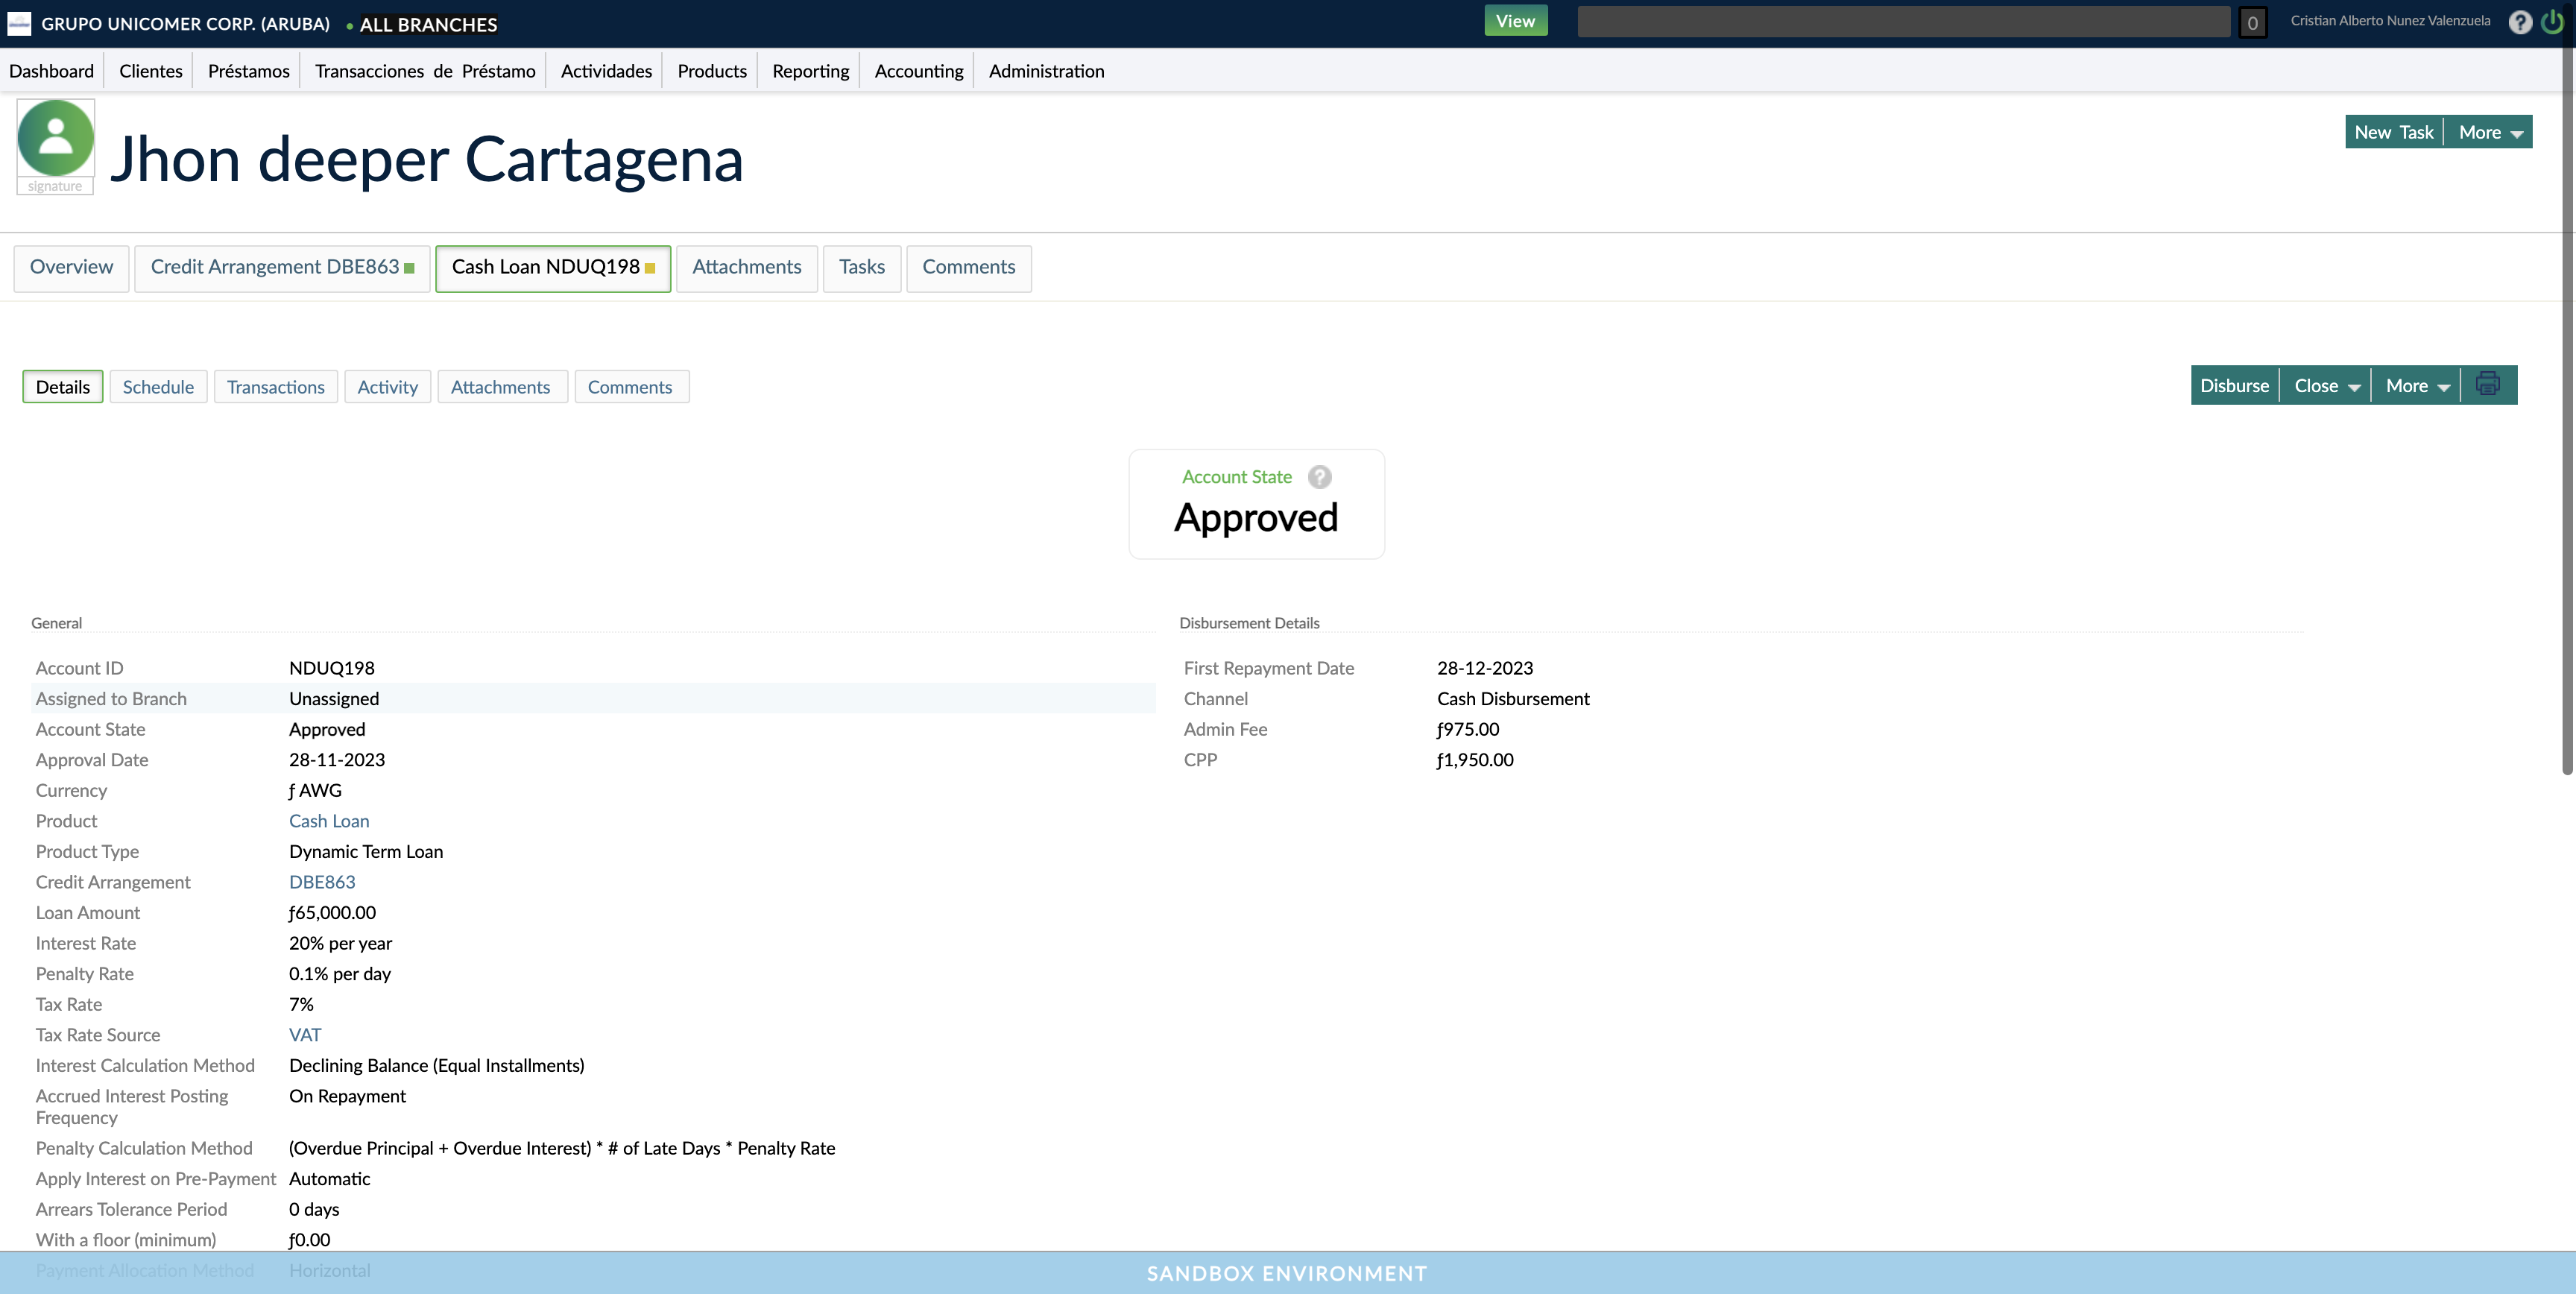 GRUPO UNICOMER CORP. (ARUBA) • ALL BRANCHES View 0 Cristian Alberto Nunez Valenzuela ?
Dashboard Clientes Préstamos Transacciones de Préstamo Actividades Products Reporting Accounting Administration
signature
Jhon deeper Cartagena
New Task More
Overview Credit Arrangement DBE863 Cash Loan NDUQ198 Attachments Tasks Comments
Details Schedule Transactions Activity Attachments Comments
Disburse Close More
Account State ?
Approved
General
Account ID NDUQ198
Assigned to Branch Unassigned
Account State Approved
Approval Date 28-11-2023
Currency ƒ AWG
Product Cash Loan
Product Type Dynamic Term Loan
Credit Arrangement DBE863
Loan Amount ƒ65,000.00
Interest Rate 20% per year
Penalty Rate 0.1% per day
Tax Rate 7%
Tax Rate Source VAT
Interest Calculation Method Declining Balance (Equal Installments)
Accrued Interest Posting
Frequency On Repayment
Penalty Calculation Method (Overdue Principal + Overdue Interest) * # of Late Days * Penalty Rate
Apply Interest on Pre-Payment Automatic
Arrears Tolerance Period 0 days
With a floor (minimum) ƒ0.00
Payment Allocation Method Horizontal
Disbursement Details
First Repayment Date 28-12-2023
Channel Cash Disbursement
Admin Fee ƒ975.00
CPP ƒ1,950.00
SANDBOX ENVIRONMENT